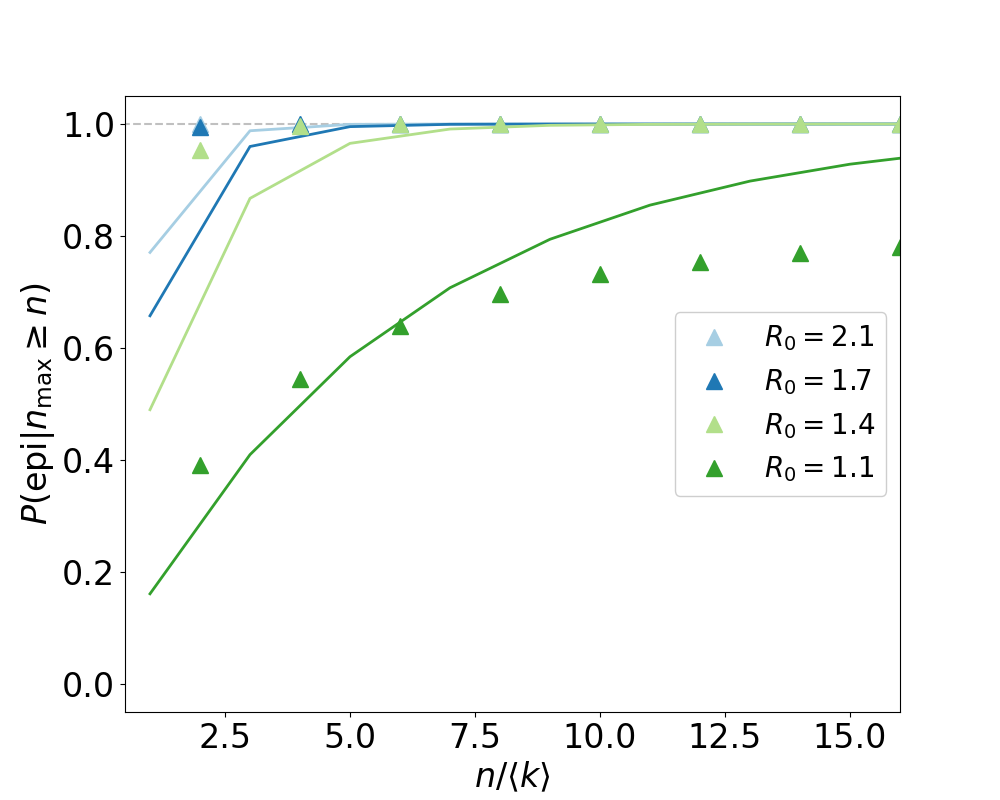 1.0
0.8
0.6
0.4
0.2
0.0
P(epi|n_max ≥ n)
R_0 = 2.1
R_0 = 1.7
R_0 = 1.4
R_0 = 1.1
2.5 5.0 7.5 10.0 12.5 15.0
n/⟨k⟩